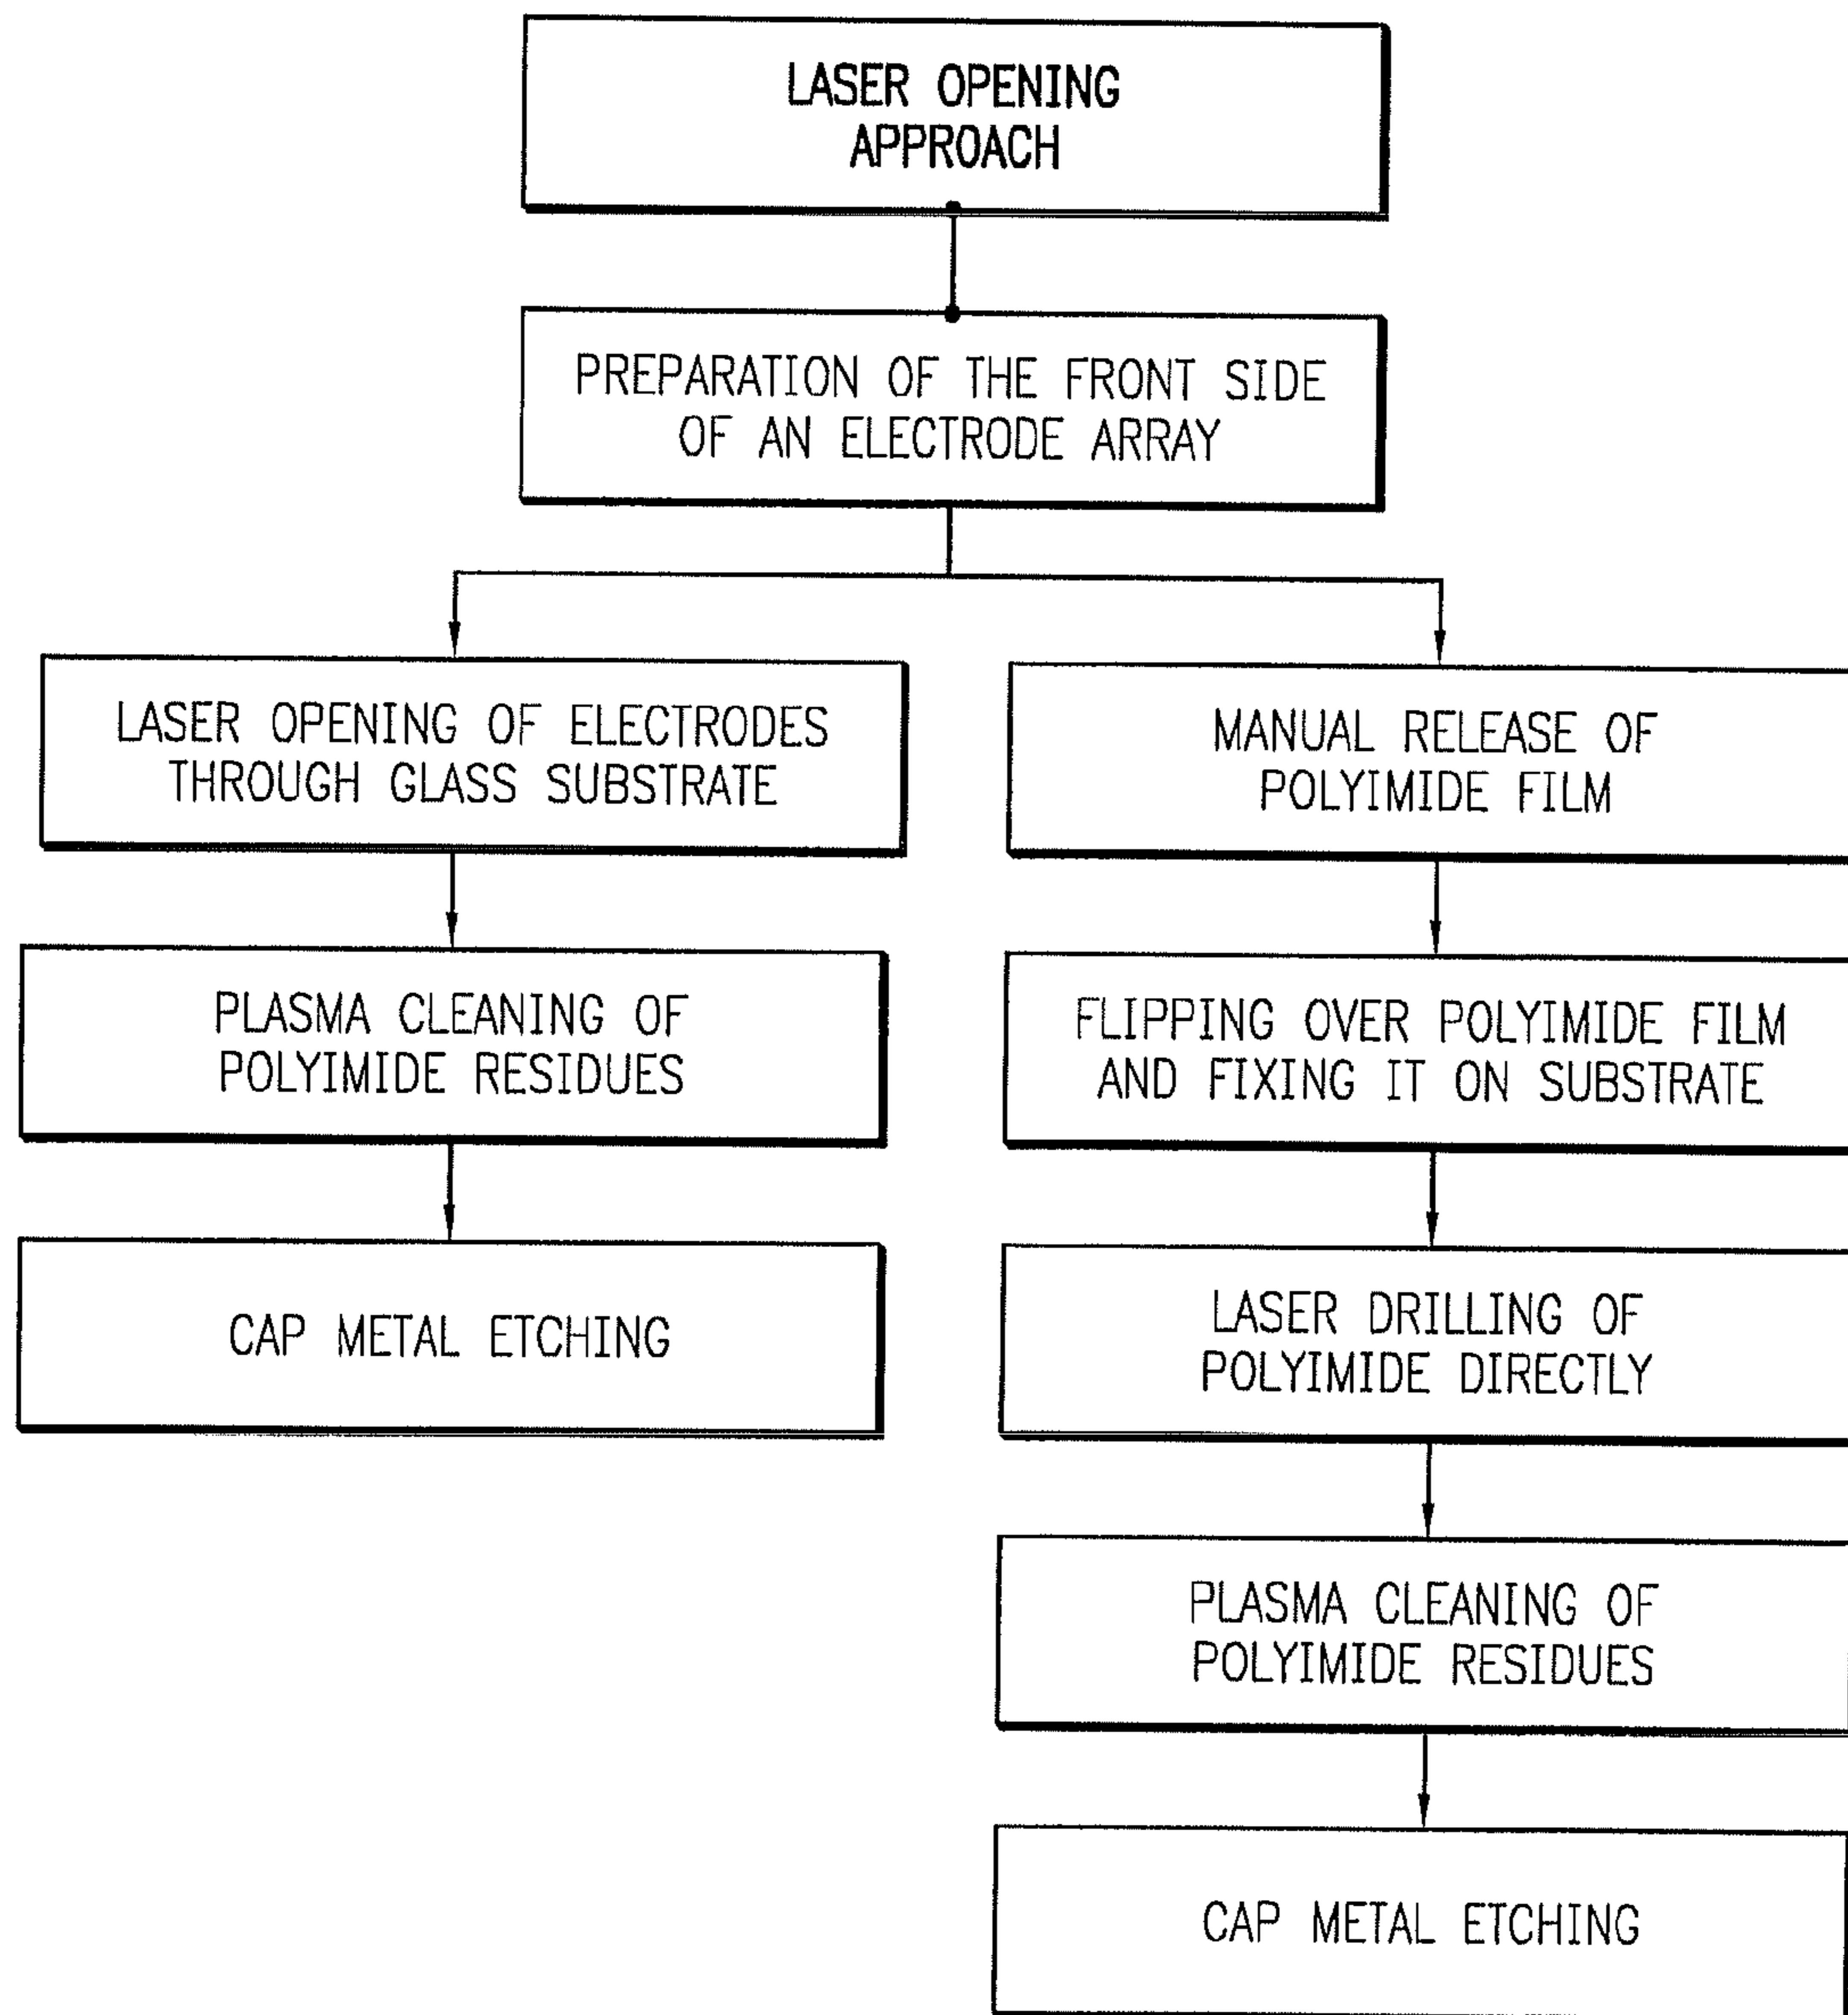 LASER OPENING
APPROACH
PREPARATION OF THE FRONT SIDE
OF AN ELECTRODE ARRAY
LASER OPENING OF ELECTRODES
THROUGH GLASS SUBSTRATE
PLASMA CLEANING OF
POLYIMIDE RESIDUES
CAP METAL ETCHING
MANUAL RELEASE OF
POLYIMIDE FILM
FLIPPING OVER POLYIMIDE FILM
AND FIXING IT ON SUBSTRATE
LASER DRILLING OF
POLYIMIDE DIRECTLY
PLASMA CLEANING OF
POLYIMIDE RESIDUES
CAP METAL ETCHING